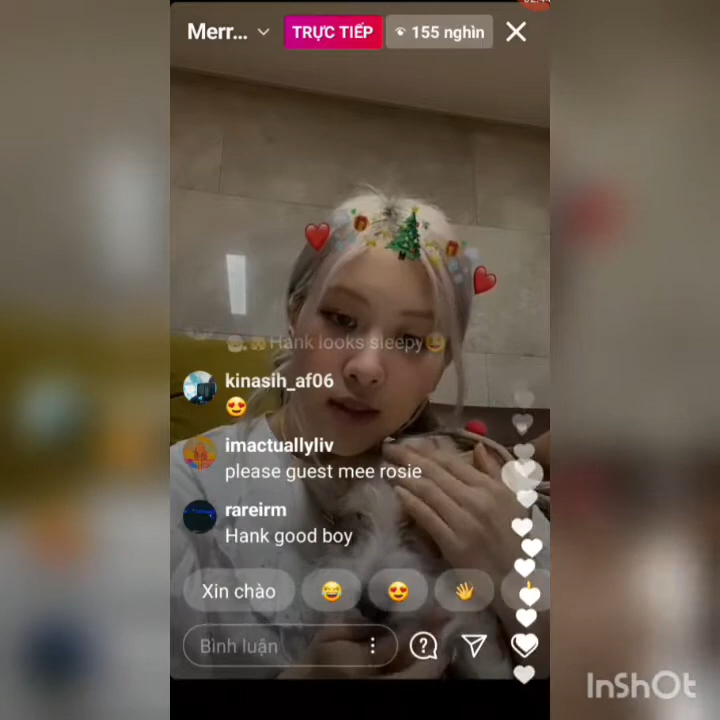 Merr...
TRỰC TIẾP
155 nghìn
Hank looks sleepy
kinasih_af06
imactuallyliv
please guest mee rosie
rareirm
Hank good boy
Xin chào
Bình luận
InShOt